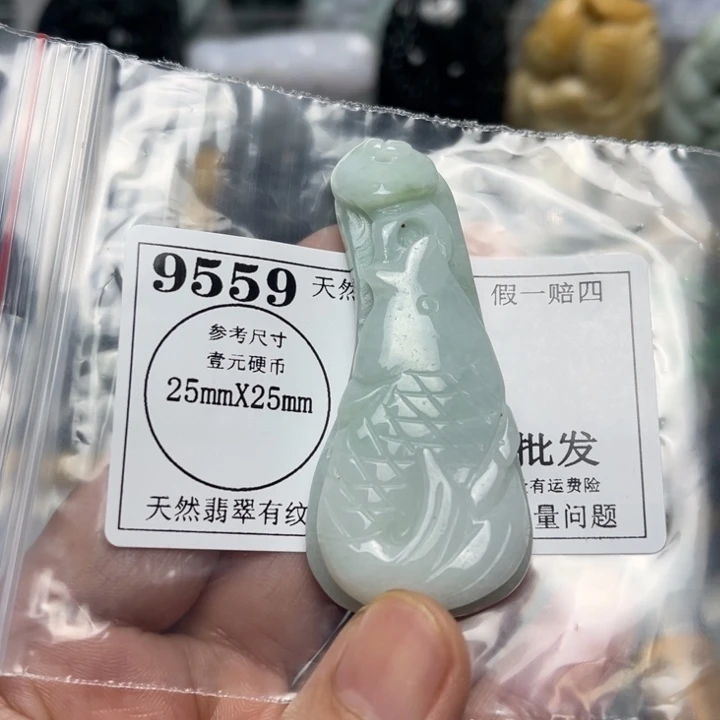 9559 天然
假一赔四
参考尺寸
壹元硬币
25mmX25mm
批发
有运费险
天然翡翠有纹
量问题